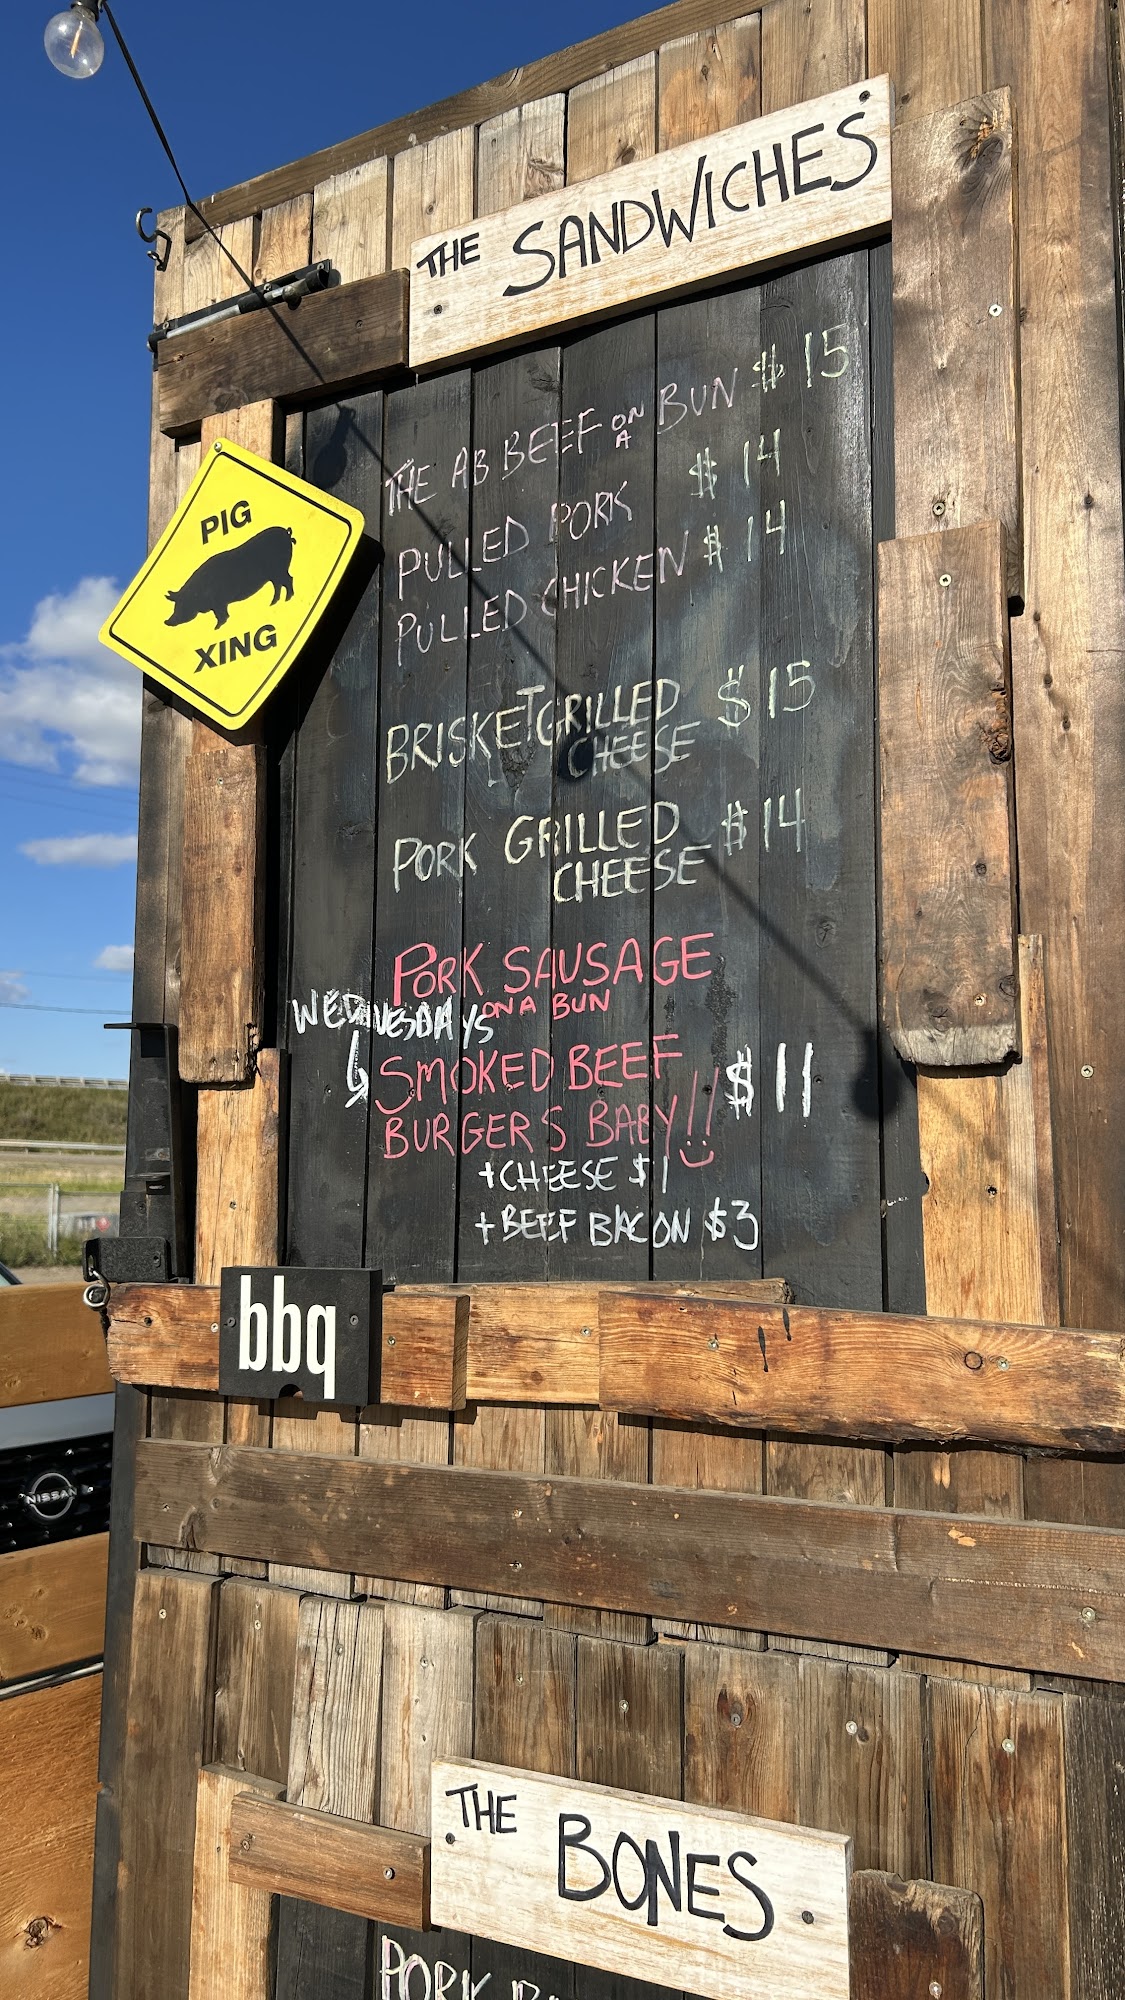 THE SANDWICHES
THE AB BEEF ON A BUN $ 15
PULLED PORK $ 14
PULLED CHICKEN $ 14
PIG
XING
BRISKET GRILLED CHEESE $ 15
PORK GRILLED CHEESE $ 14
PORK SAUSAGE
ON A BUN
WEDNESDAYS
SMOKED BEEF
BURGERS BABY!! $11
+CHEESE $1
+BEEF BACON $3
bbq
NISSAN
THE BONES
PORK